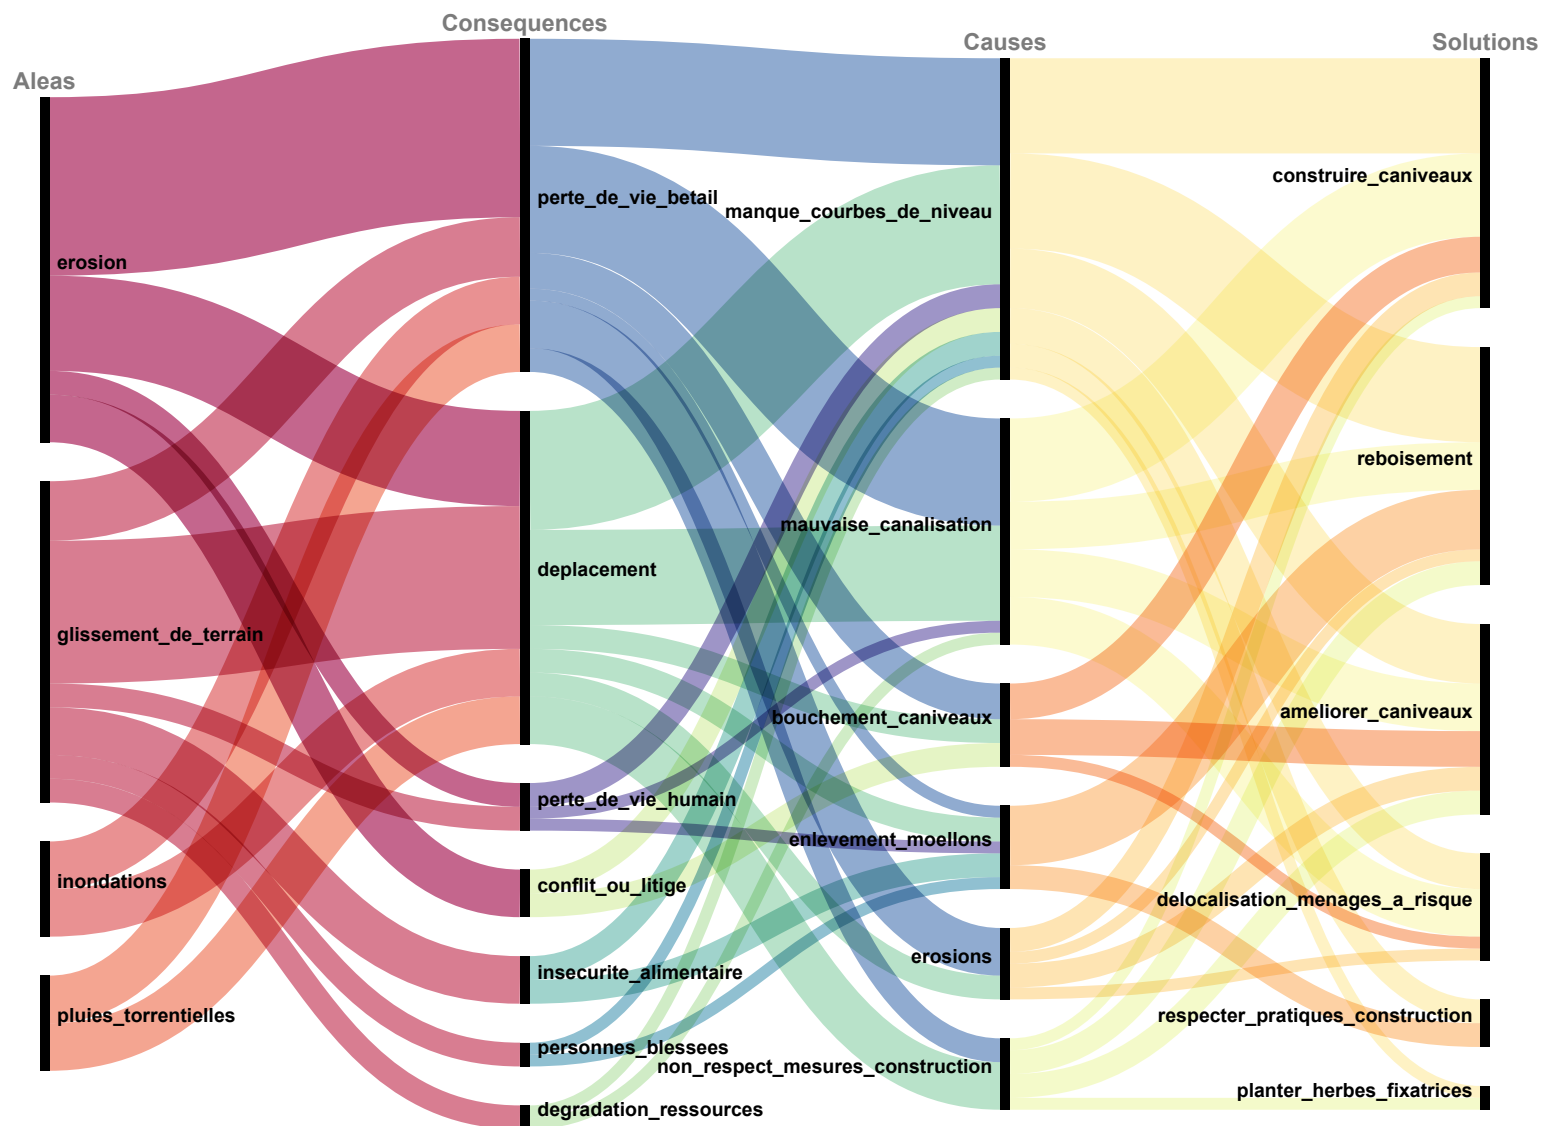 Aleas
erosion
glissement_de_terrain
inondations
pluies_torrentielles
Consequences
perte_de_vie_betail
deplacement
perte_de_vie_humain
conflit_ou_litige
insecurite_alimentaire
personnes_blessees
degradation_ressources
Causes
manque_courbes_de_niveau
mauvaise_canalisation
bouchement_caniveaux
enlevement_moellons
erosions
non_respect_mesures_construction
Solutions
construire_caniveaux
reboisement
ameliorer_caniveaux
delocalisation_menages_a_risque
respecter_pratiques_construction
planter_herbes_fixatrices